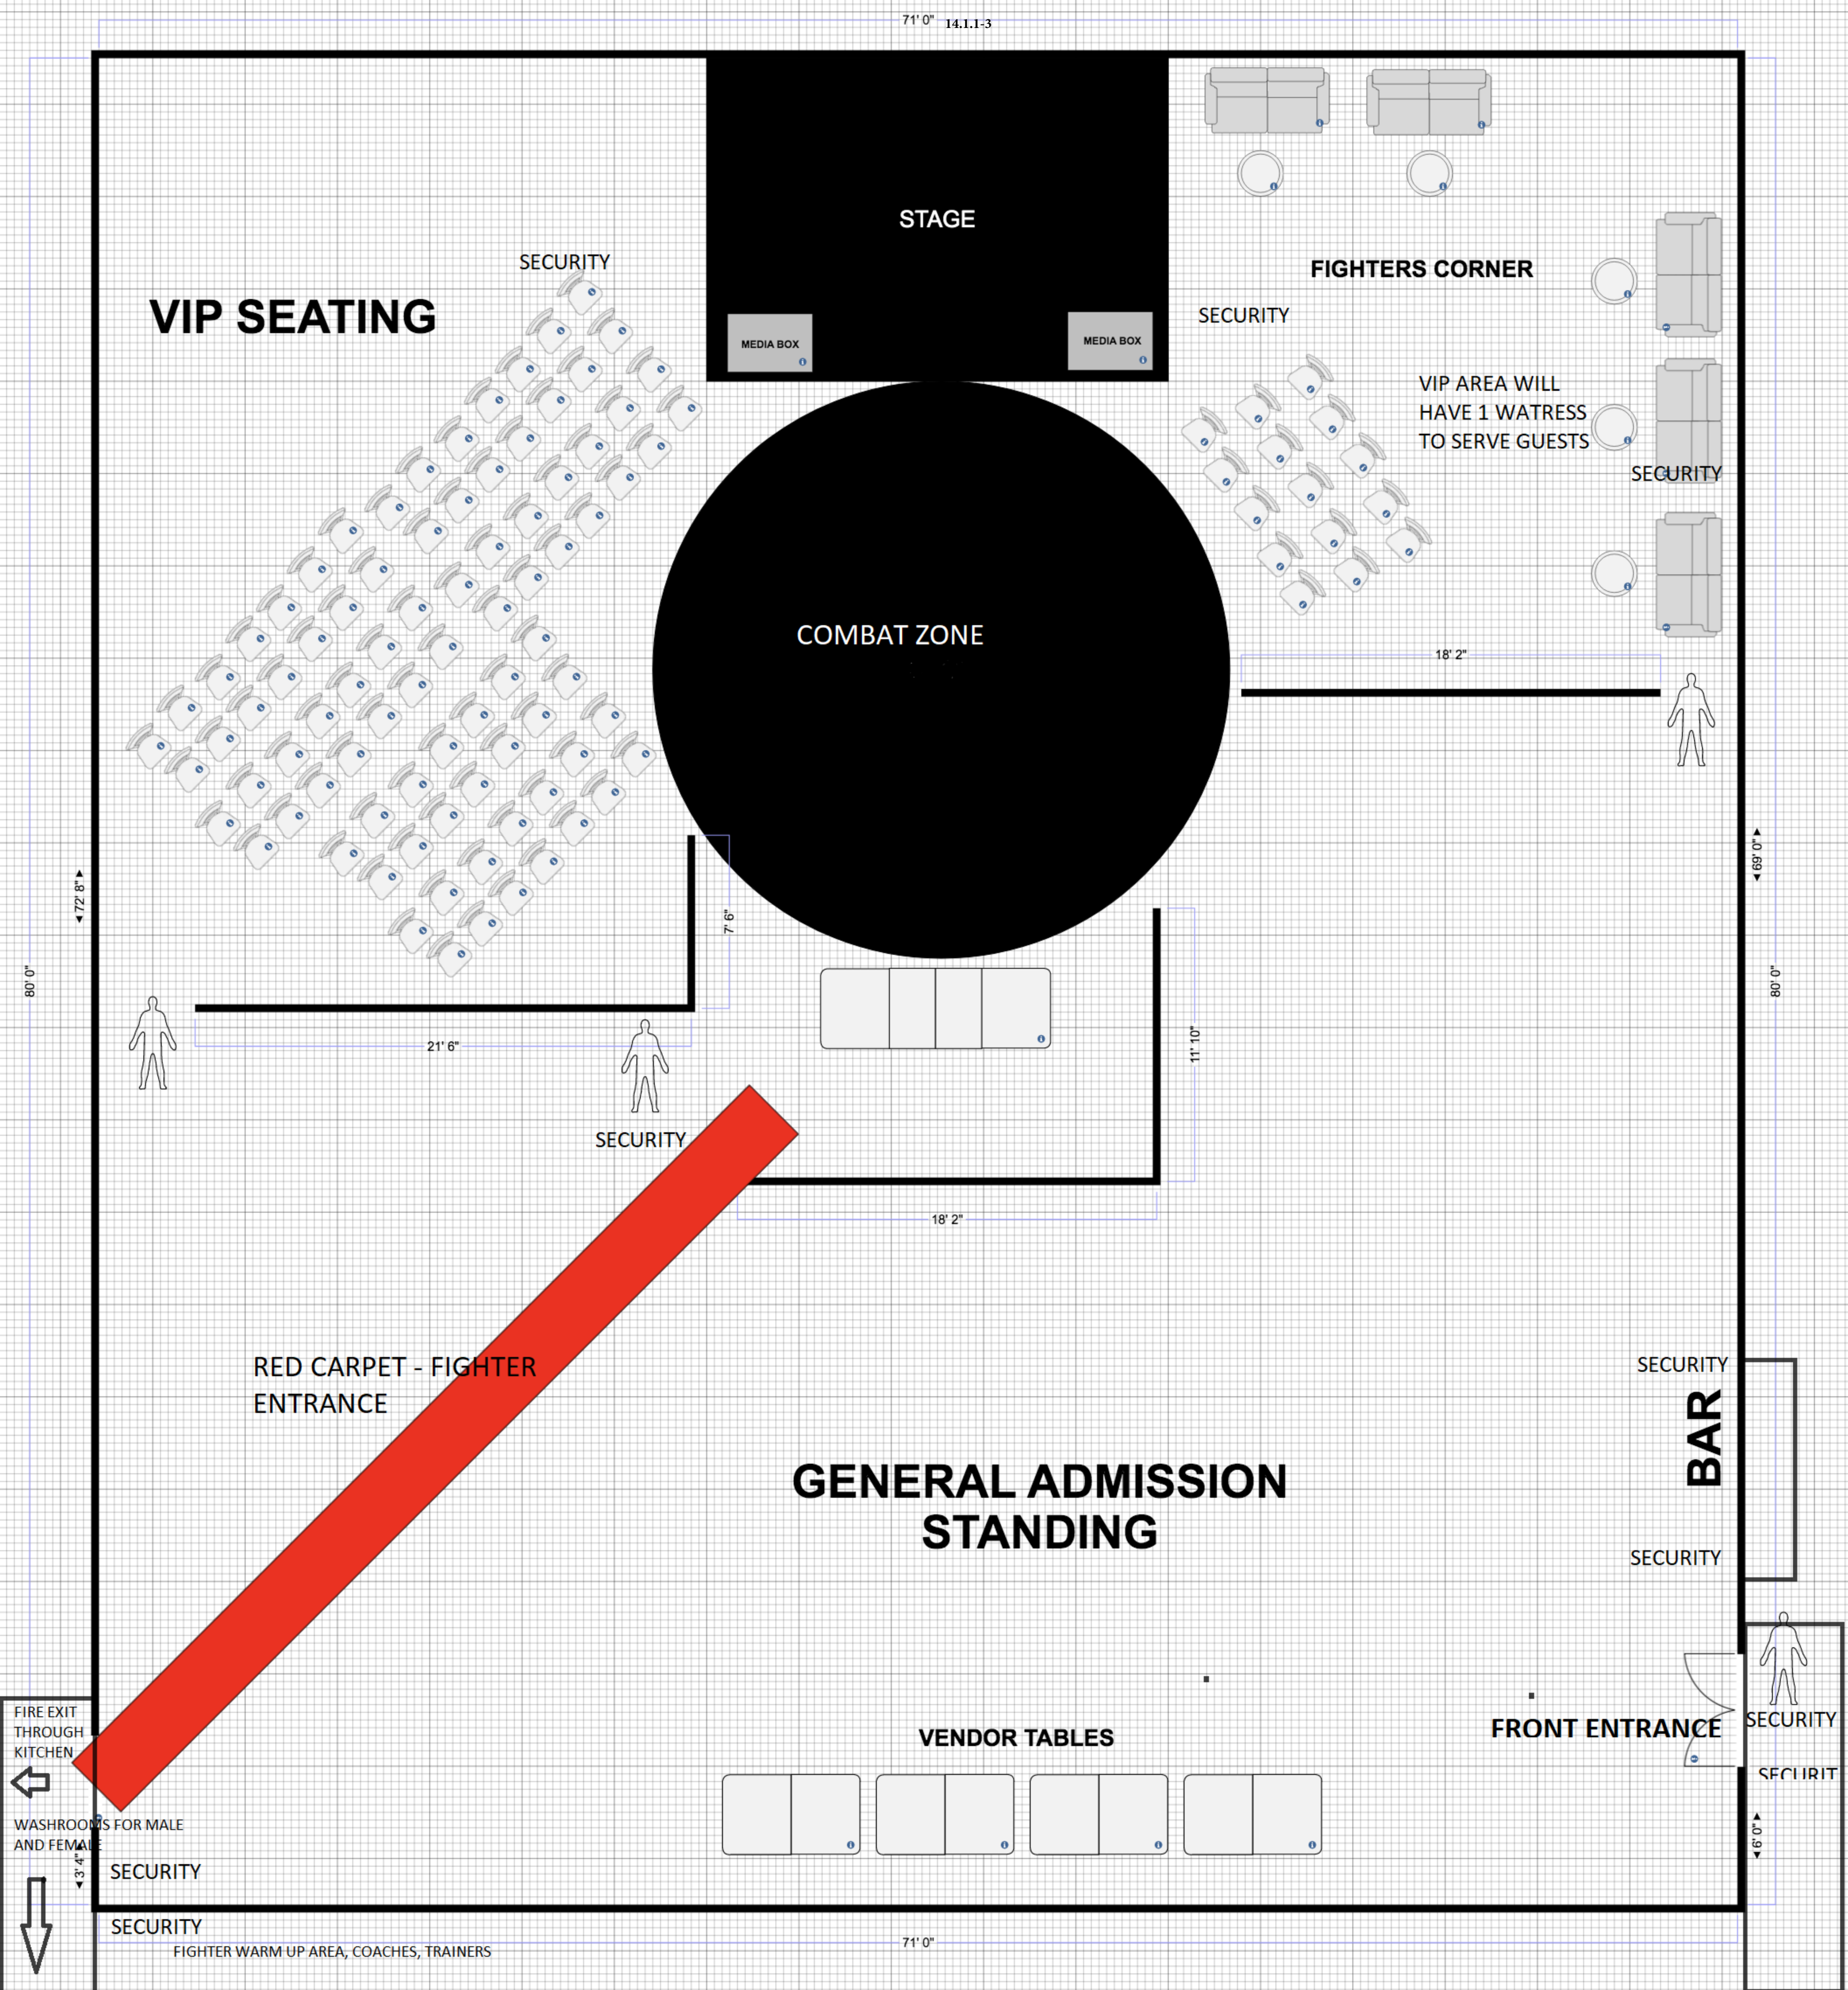 71' 0"
14.1.1-3
STAGE
SECURITY
FIGHTERS CORNER
VIP SEATING
SECURITY
MEDIA BOX
MEDIA BOX
VIP AREA WILL
HAVE 1 WATRESS
TO SERVE GUESTS
SECURITY
COMBAT ZONE
18' 2"
69' 0"
72' 8"
7' 6"
80' 0"
80' 0"
21' 6"
11' 10"
SECURITY
18' 2"
RED CARPET - FIGHTER
ENTRANCE
SECURITY
BAR
GENERAL ADMISSION
STANDING
SECURITY
FIRE EXIT
THROUGH
KITCHEN
VENDOR TABLES
FRONT ENTRANCE
SECURITY
SECURIT
WASHROOMS FOR MALE
AND FEMALE
3' 4"
6' 0"
SECURITY
SECURITY
FIGHTER WARM UP AREA, COACHES, TRAINERS
71' 0"